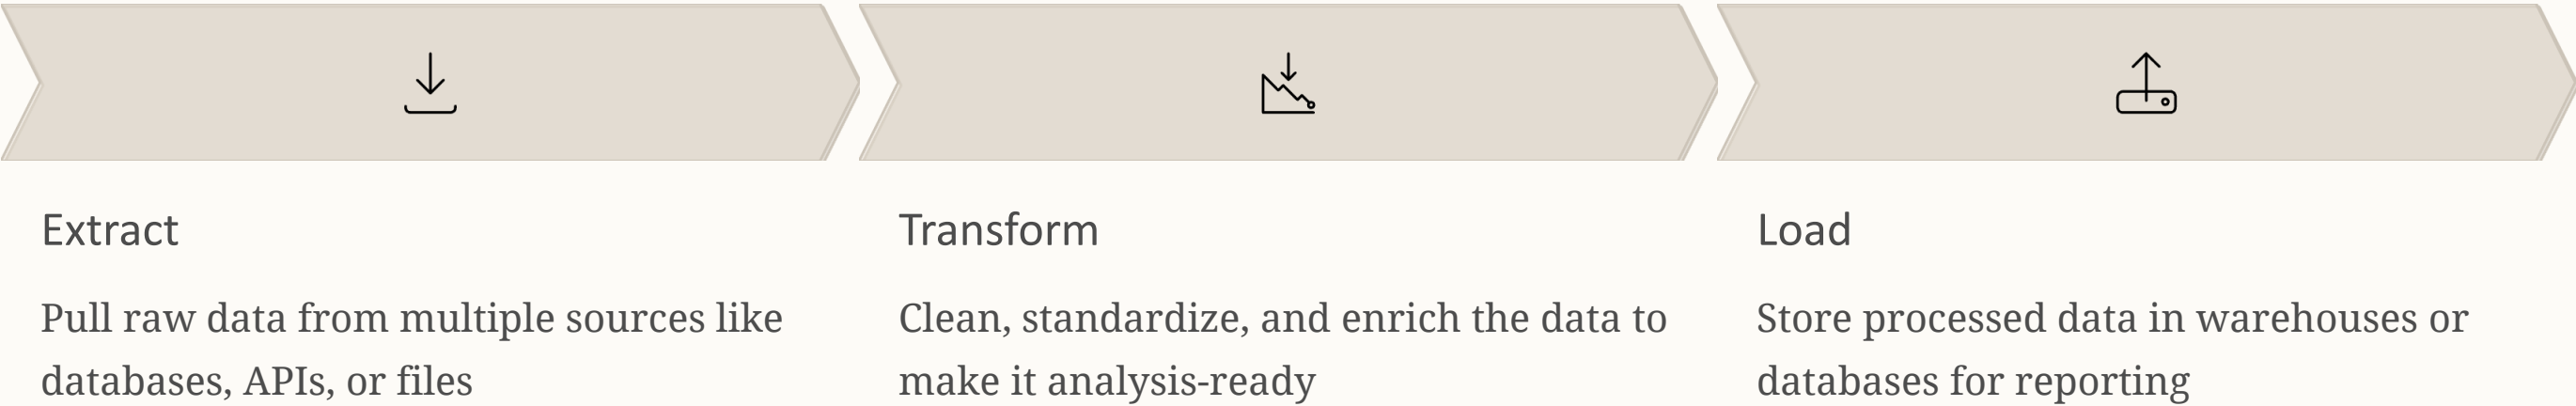 Extract
Pull raw data from multiple sources like
databases, APIs, or files
Transform
Clean, standardize, and enrich the data to
make it analysis-ready
Load
Store processed data in warehouses or
databases for reporting